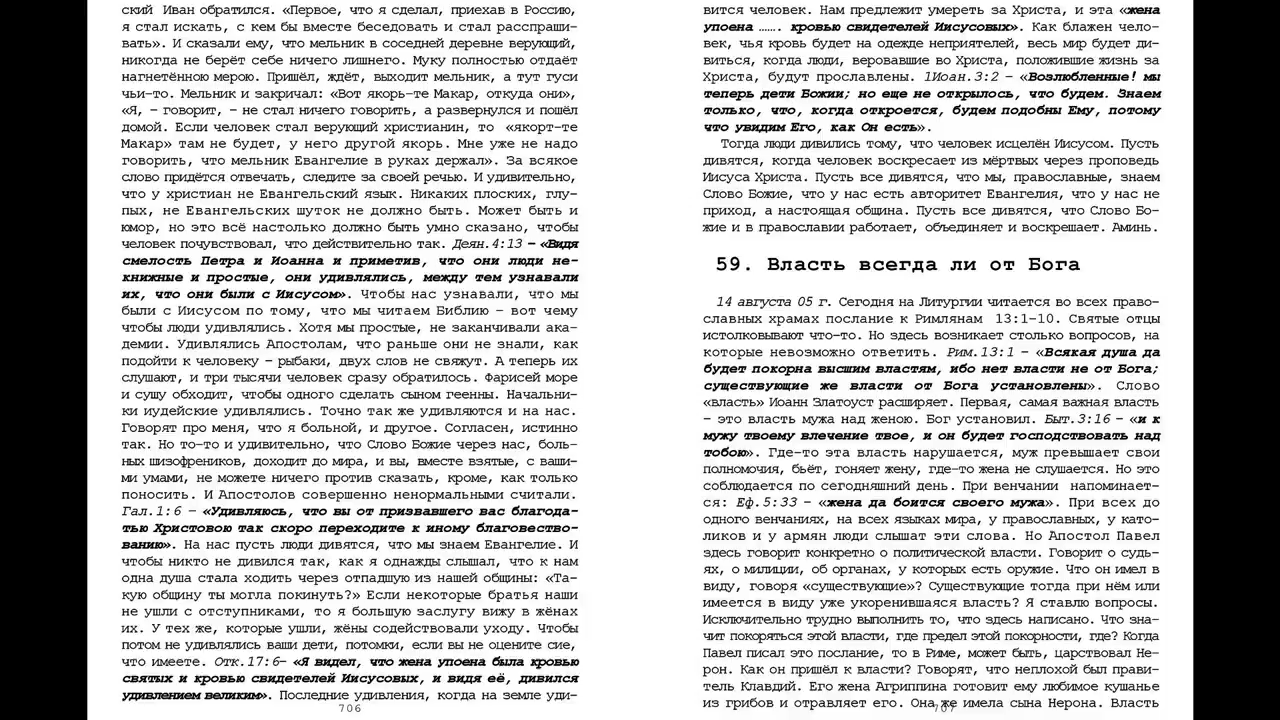 ский Иван обратился. «Первое, что я сделал, приехав в Россию,
я стал искать, с кем бы вместе беседовать и стал расспраши-
вать». И сказали ему, что мельник в соседней деревне верующий,
никогда не берёт себе ничего лишнего. Муку полностью отдаёт
нагнетённою мерою. Пришёл, ждёт, выходит мельник, а тут гуси
чьи-то. Мельник и закричал: «Вот якорь-те Макар, откуда они»,
«Я, – говорит, – не стал ничего говорить, а развернулся и пошёл
домой. Если человек стал верующий христианин, то «якорт-те
Макар» там не будет, у него другой якорь. Мне уже не надо
говорить, что мельник Евангелие в руках держал». За всякое
слово придётся отвечать, следите за своей речью. И удивительно,
что у христиан не Евангельский язык. Никаких плоских, глу-
пых, не Евангельских шуток не должно быть. Может быть и
юмор, но это всё настолько должно быть умно сказано, чтобы
человек почувствовал, что действительно так. Деян.4:13 – «Видя
смелость Петра и Иоанна и приметив, что они люди не-
книжные и простые, они удивлялись, между тем узнавали
их, что они были с Иисусом». Чтобы нас узнавали, что мы
были с Иисусом по тому, что мы читаем Библию – вот чему
чтобы люди удивлялись. Хотя мы простые, не заканчивали ака-
демии. Удивлялись Апостолам, что раньше они не знали, как
подойти к человеку – рыбаки, двух слов не свяжут. А теперь их
слушают, и три тысячи человек сразу обратилось. Фарисей море
и сушу обходит, чтобы одного сделать сыном геенны. Начальни-
ки иудейские удивлялись. Точно так же удивляются и на нас.
Говорят про меня, что я больной, и другое. Согласен, истинно
так. Но то-то и удивительно, что Слово Божие через нас, боль-
ных шизофреников, доходит до мира, и вы, вместе взятые, с ваши-
ми умами, не можете ничего против сказать, кроме, как только
поносить. И Апостолов совершенно ненормальными считали.
Гал.1:6 – «Удивляюсь, что вы от призвавшего вас благода-
тью Христовою так скоро переходите к иному благовество-
ванию». На нас пусть люди дивятся, что мы знаем Евангелие. И
чтобы никто не дивился так, как я однажды слышал, что к нам
одна душа стала ходить через отпадшую из нашей общины: «Та-
кую общину ты могла покинуть?» Если некоторые братья наши
не ушли с отступниками, то я большую заслугу вижу в жёнах
их. У тех же, которые ушли, жёны содействовали уходу. Чтобы
потом не удивлялись ваши дети, потомки, если вы не оцените сие,
что имеете. Отк.17:6– «Я видел, что жена упоена была кровью
святых и кровью свидетелей Иисусовых, и видя её, дивился
удивлением великим». Последние удивления, когда на земле уди-
706
вится человек. Нам предлежит умереть за Христа, и эта «жена
упоена ……. кровью свидетелей Иисусовых». Как блажен чело-
век, чья кровь будет на одежде неприятелей, весь мир будет ди-
виться, когда люди, веровавшие во Христа, положившие жизнь за
Христа, будут прославлены. 1Иоан.3:2 – «Возлюбленные! мы
теперь дети Божии; но еще не открылось, что будем. Знаем
только, что, когда откроется, будем подобны Ему, потому
что увидим Его, как Он есть».
Тогда люди дивились тому, что человек исцелён Иисусом. Пусть
дивятся, когда человек воскресает из мёртвых через проповедь
Иисуса Христа. Пусть все дивятся, что мы, православные, знаем
Слово Божие, что у нас есть авторитет Евангелия, что у нас не
приход, а настоящая община. Пусть все дивятся, что Слово Бо-
жие и в православии работает, объединяет и воскрешает. Аминь.
59. Власть всегда ли от Бога
14 августа 05 г. Сегодня на Литургии читается во всех право-
славных храмах послание к Римлянам 13:1-10. Святые отцы
истолковывают что-то. Но здесь возникает столько вопросов, на
которые невозможно ответить. Рим.13:1 – «Всякая душа да
будет покорна высшим властям, ибо нет власти не от Бога;
существующие же власти от Бога установлены». Слово
«власть» Иоанн Златоуст расширяет. Первая, самая важная власть
– это власть мужа над женою. Бог установил. Быт.3:16 – «и к
мужу твоему влечение твое, и он будет господствовать над
тобою». Где-то эта власть нарушается, муж превышает свои
полномочия, бьёт, гоняет жену, где-то жена не слушается. Но это
соблюдается по сегодняшний день. При венчании напоминает-
ся: Еф.5:33 – «жена да боится своего мужа». При всех до
одного венчаниях, на всех языках мира, у православных, у като-
ликов и у армян люди слышат эти слова. Но Апостол Павел
здесь говорит конкретно о политической власти. Говорит о судь-
ях, о милиции, об органах, у которых есть оружие. Что он имел в
виду, говоря «существующие»? Существующие тогда при нём или
имеется в виду уже укоренившаяся власть? Я ставлю вопросы.
Исключительно трудно выполнить то, что здесь написано. Что зна-
чит покоряться этой власти, где предел этой покорности, где? Когда
Павел писал это послание, то в Риме, может быть, царствовал Не-
рон. Как он пришёл к власти? Говорят, что неплохой был прави-
тель Клавдий. Его жена Агриппина готовит ему любимое кушанье
из грибов и отравляет его. Она же имела сына Нерона. Власть
707